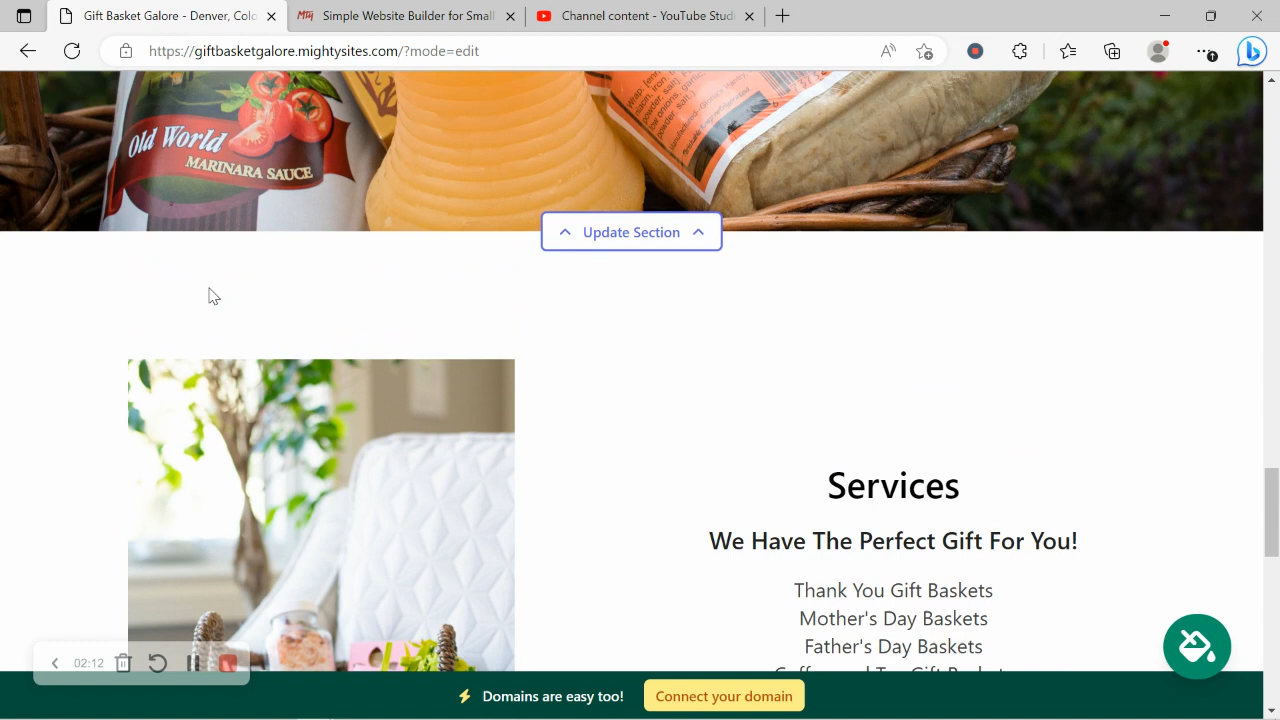 Gift Basket Galore - Denver, Colo
Simple Website Builder for Small
Channel content - YouTube Studi
https://giftbasketgalore.mightysites.com/?mode=edit
Old World
MARINARA SAUCE
Update Section
Services
We Have The Perfect Gift For You!
Thank You Gift Baskets
Mother's Day Baskets
Father's Day Baskets
02:12
Domains are easy too!
Connect your domain